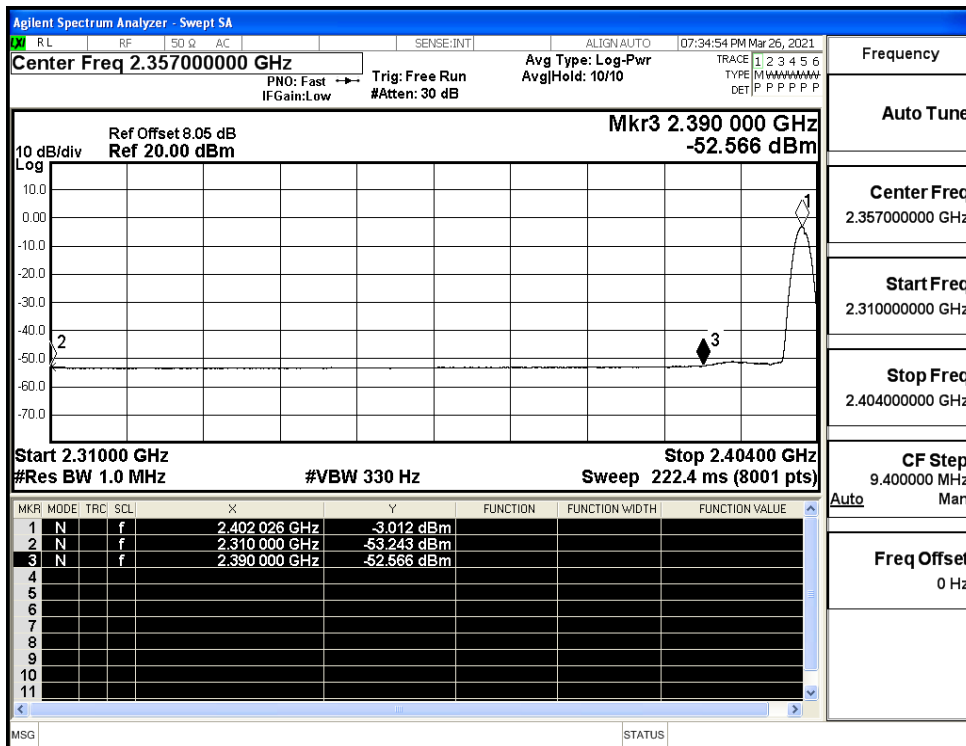 Agilent Spectrum Analyzer - Swept SA
LXI RL RF 50 Ω AC SENSE:INT ALIGNAUTO 07:34:54 PM Mar 26, 2021
Center Freq 2.357000000 GHz
PNO: Fast
IFGain:Low
Trig: Free Run
#Atten: 30 dB
Avg Type: Log-Pwr
Avg|Hold: 10/10
TRACE 1 2 3 4 5 6
TYPE M W W W W W
DET P P P P P P
Ref Offset 8.05 dB
10 dB/div Ref 20.00 dBm
Log
Mkr3 2.390 000 GHz
-52.566 dBm
10.0
0.00
-10.0
-20.0
-30.0
-40.0
-50.0
-60.0
-70.0
1
2
3
Start 2.31000 GHz Stop 2.40400 GHz
#Res BW 1.0 MHz #VBW 330 Hz Sweep 222.4 ms (8001 pts)
MKR MODE TRC SCL X Y FUNCTION FUNCTION WIDTH FUNCTION VALUE
1 N f 2.402 026 GHz -3.012 dBm
2 N f 2.310 000 GHz -53.243 dBm
3 N f 2.390 000 GHz -52.566 dBm
4
5
6
7
8
9
10
11
MSG STATUS
Frequency
Auto Tune
Center Freq
2.357000000 GHz
Start Freq
2.310000000 GHz
Stop Freq
2.404000000 GHz
CF Step
9.400000 MHz
Auto Man
Freq Offset
0 Hz